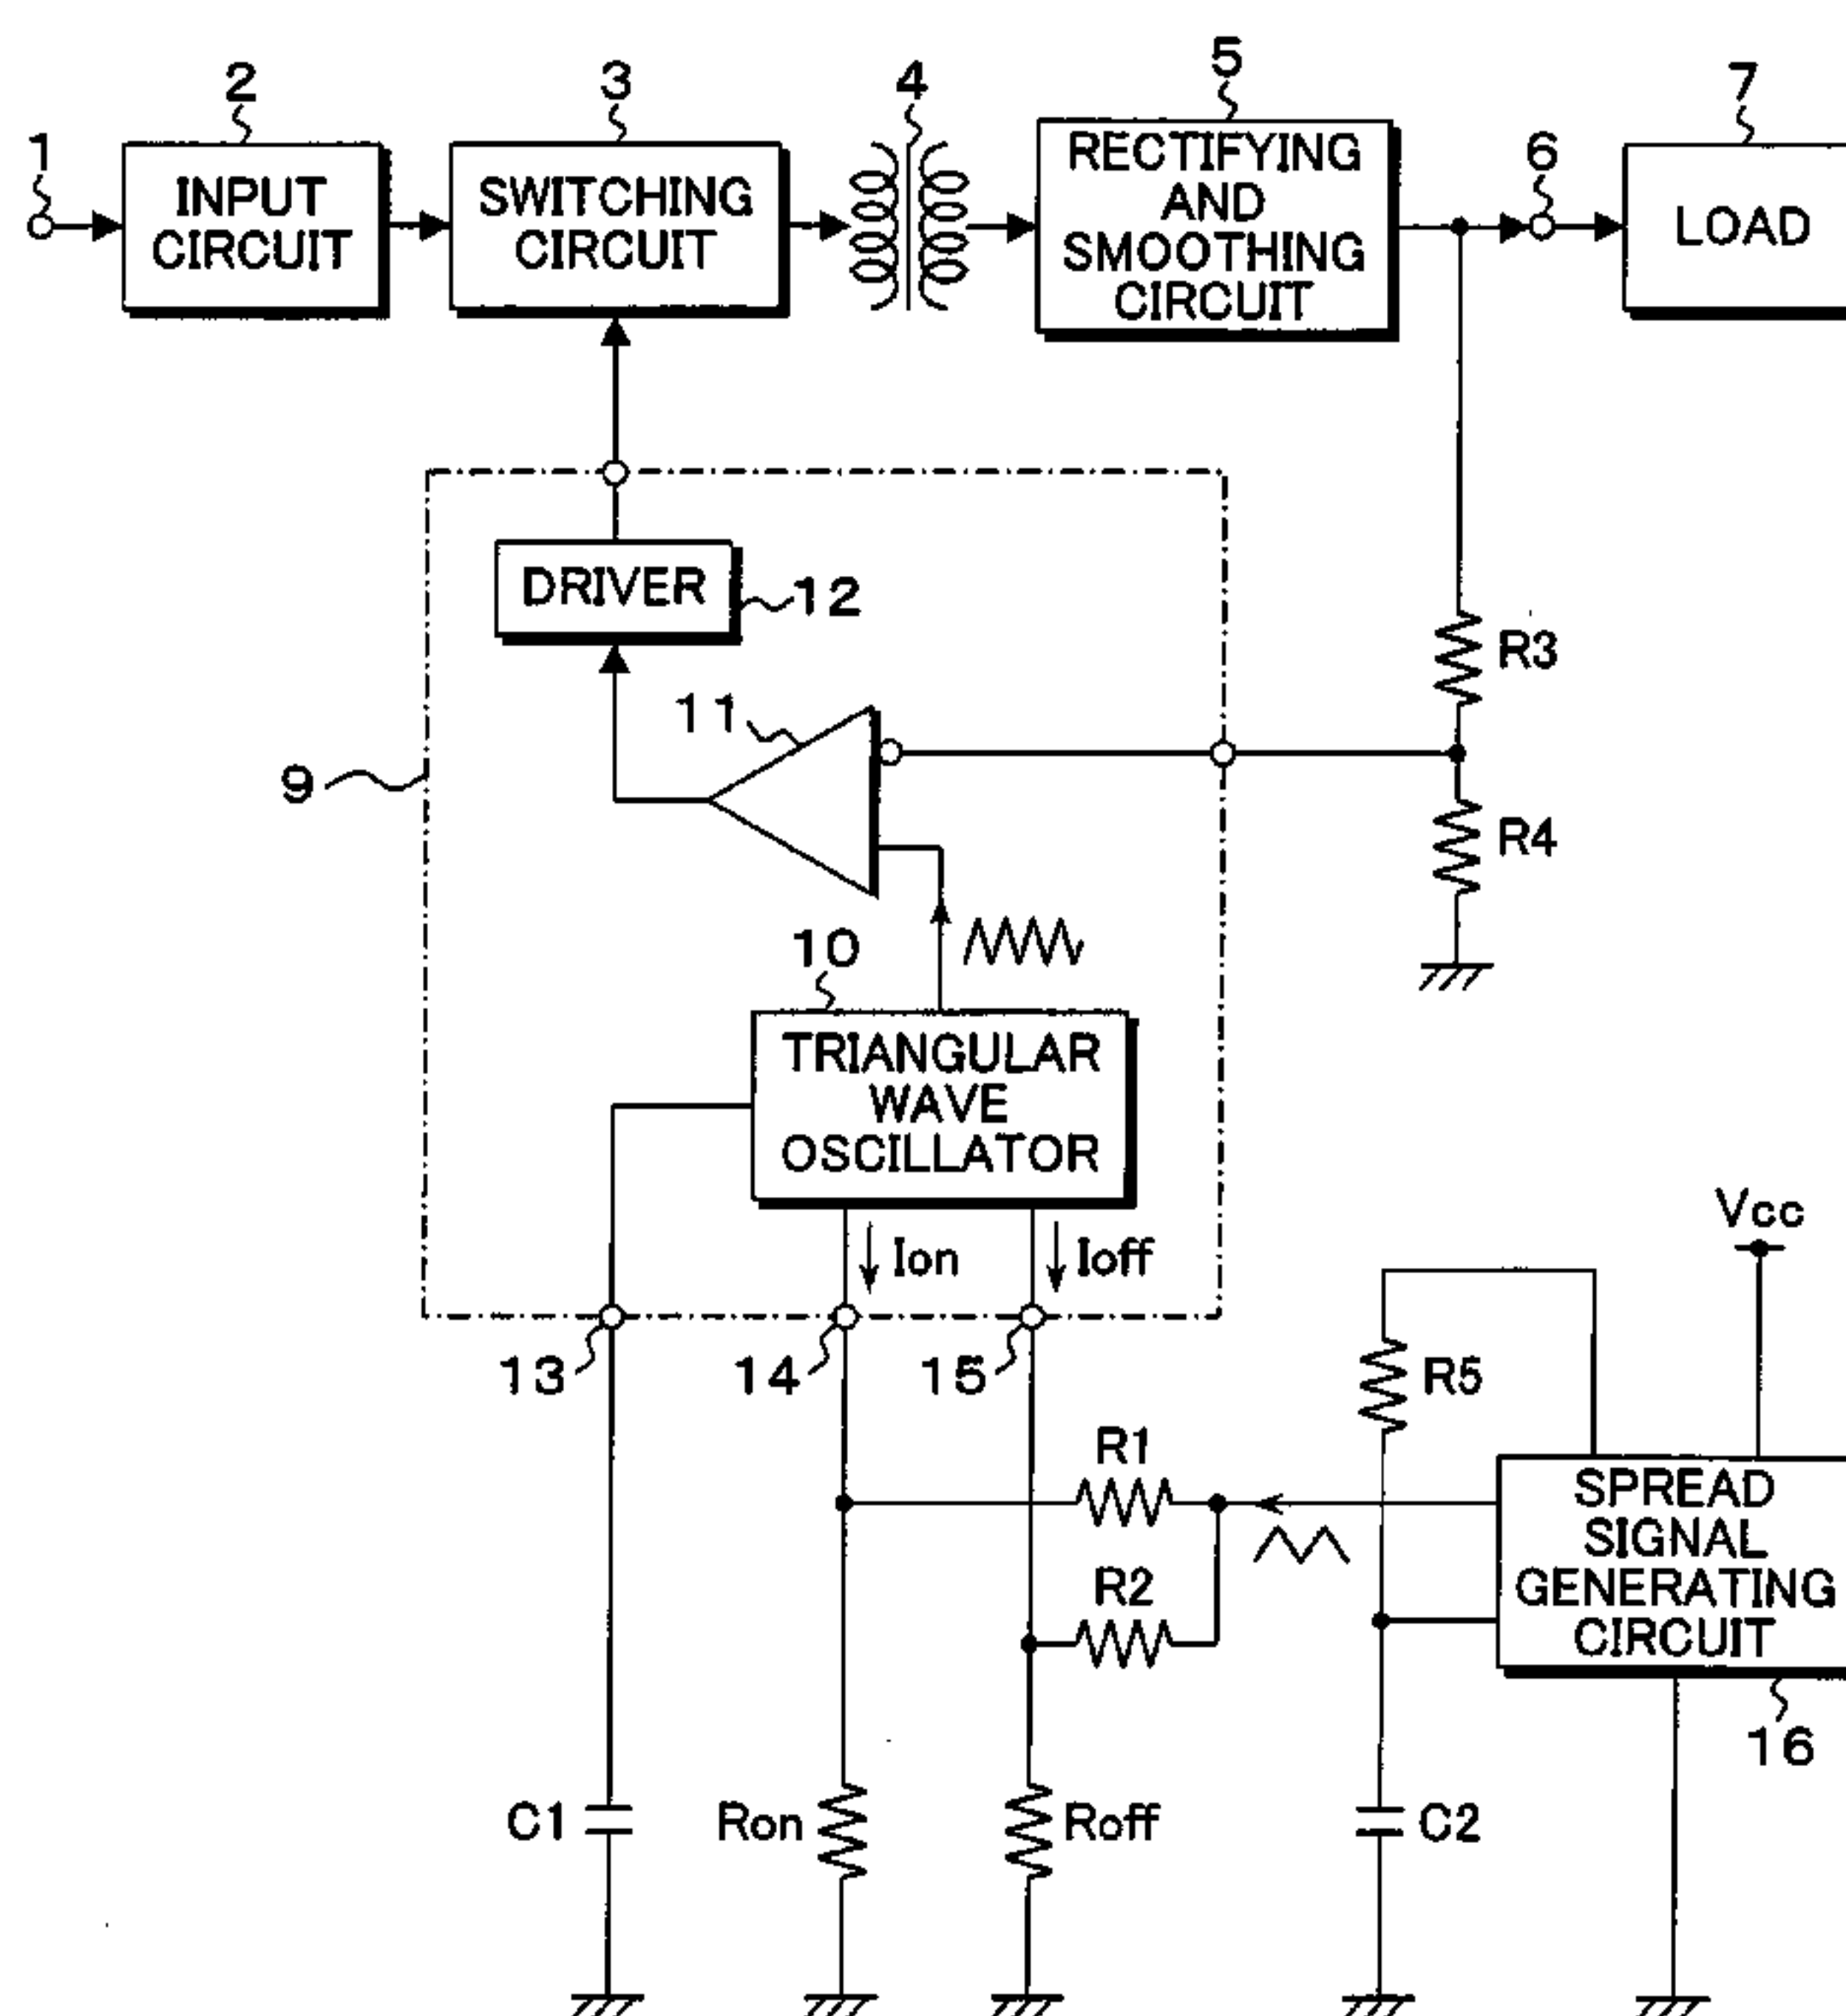 1
2
3
4
5
6
7
INPUT
CIRCUIT
SWITCHING
CIRCUIT
RECTIFYING
AND
SMOOTHING
CIRCUIT
LOAD
DRIVER
12
11
9
R3
R4
10
TRIANGULAR
WAVE
OSCILLATOR
Ion
Ioff
13
14
15
Vcc
R5
R1
R2
SPREAD
SIGNAL
GENERATING
CIRCUIT
16
C1
Ron
Roff
C2